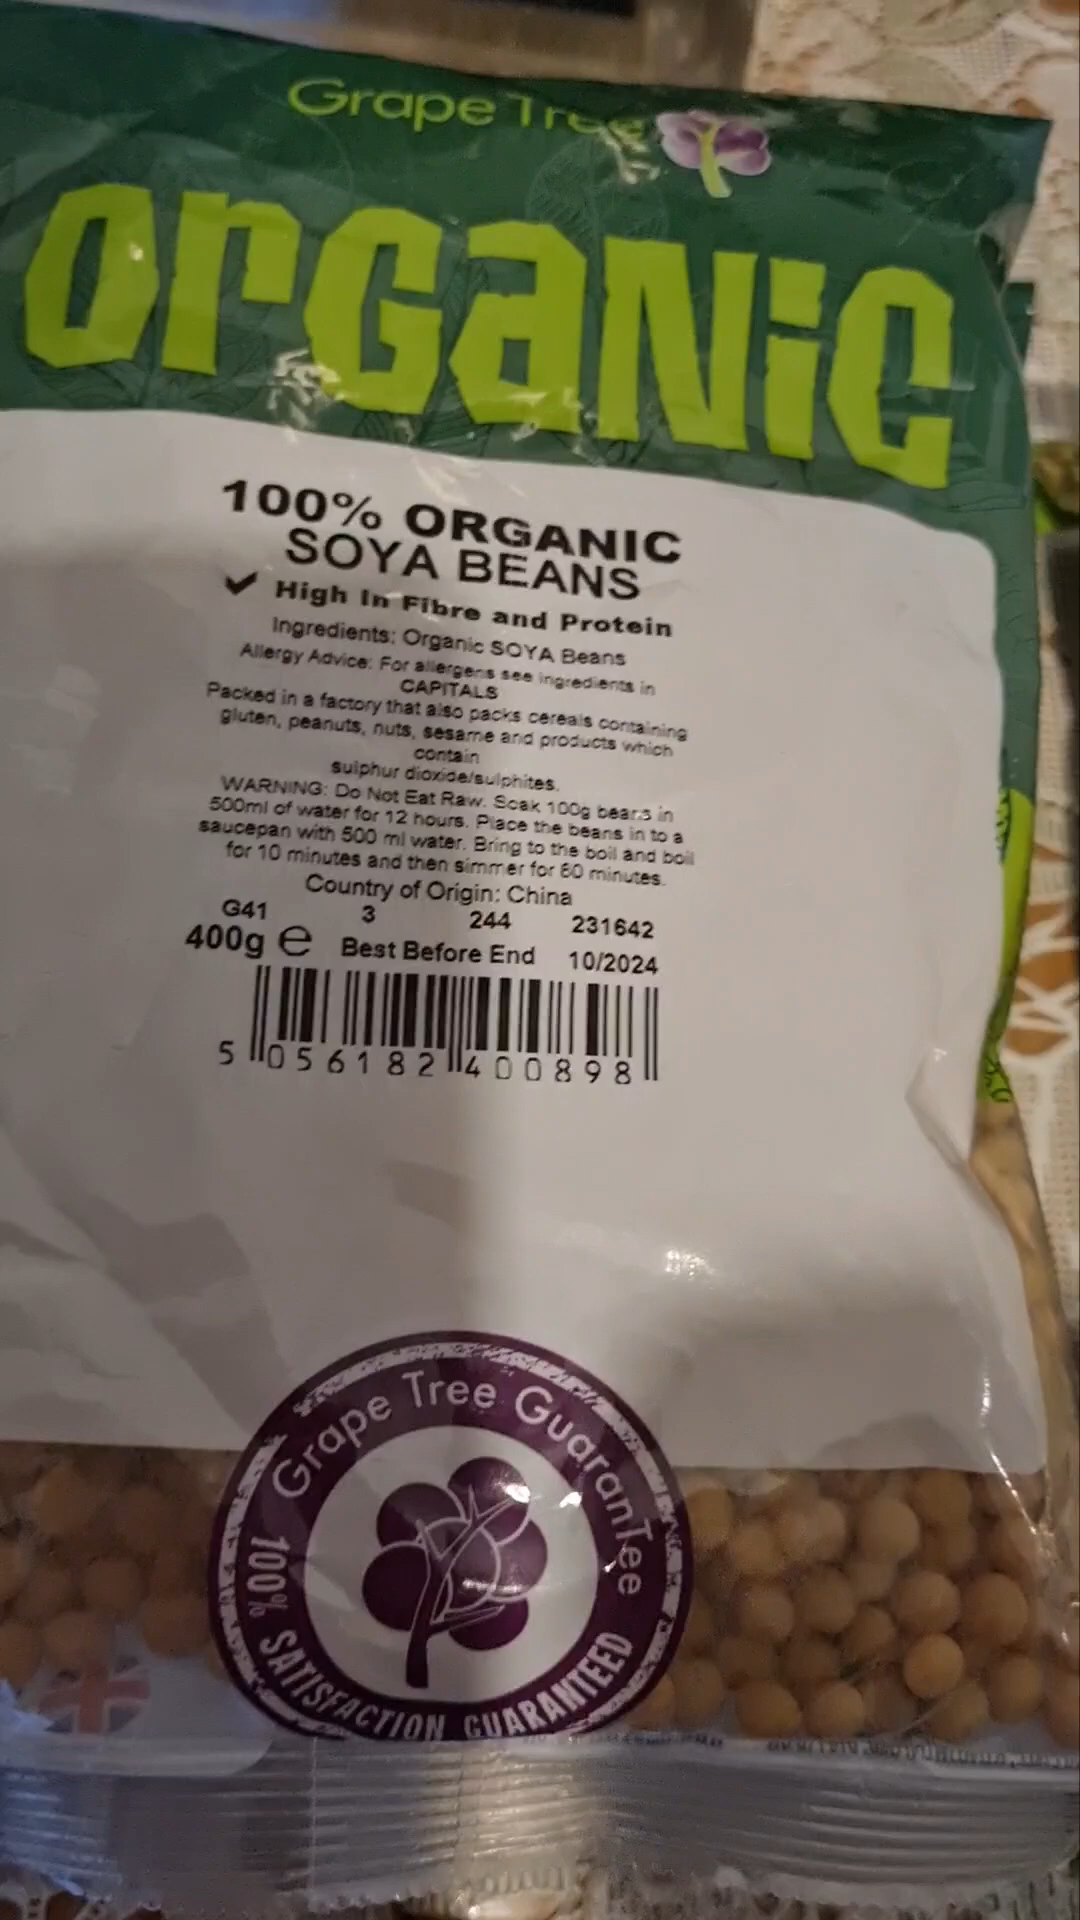 Grape Tree
organic
100% ORGANIC
SOYA BEANS
✓ High In Fibre and Protein
Ingredients: Organic SOYA Beans
Allergy Advice: For allergens see ingredients in
CAPITALS
Packed in a factory that also packs cereals containing
gluten, peanuts, nuts, sesame and products which
contain
sulphur dioxide/sulphites.
WARNING: Do Not Eat Raw. Soak 100g beans in
500ml of water for 12 hours. Place the beans in to a
saucepan with 500 ml water. Bring to the boil and boil
for 10 minutes and then simmer for 60 minutes.
Country of Origin: China
G41 3 244 231642
400g e Best Before End 10/2024
5 056182 400898
Grape Tree GuaranTee
100% SATISFACTION GUARANTEED